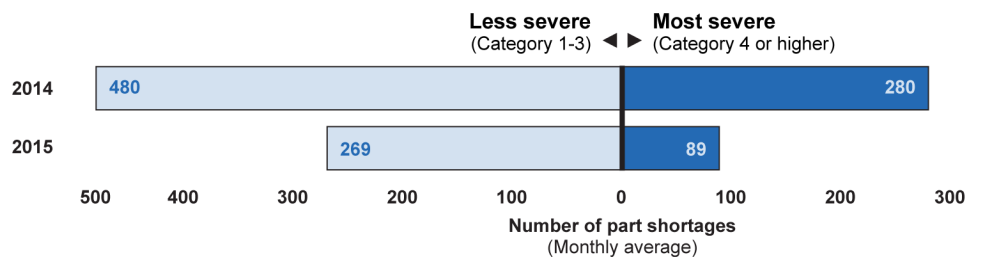 Less severe
(Category 1-3)
Most severe
(Category 4 or higher)
2014
480
280
2015
269
89
500 400 300 200 100 0 100 200 300
Number of part shortages
(Monthly average)